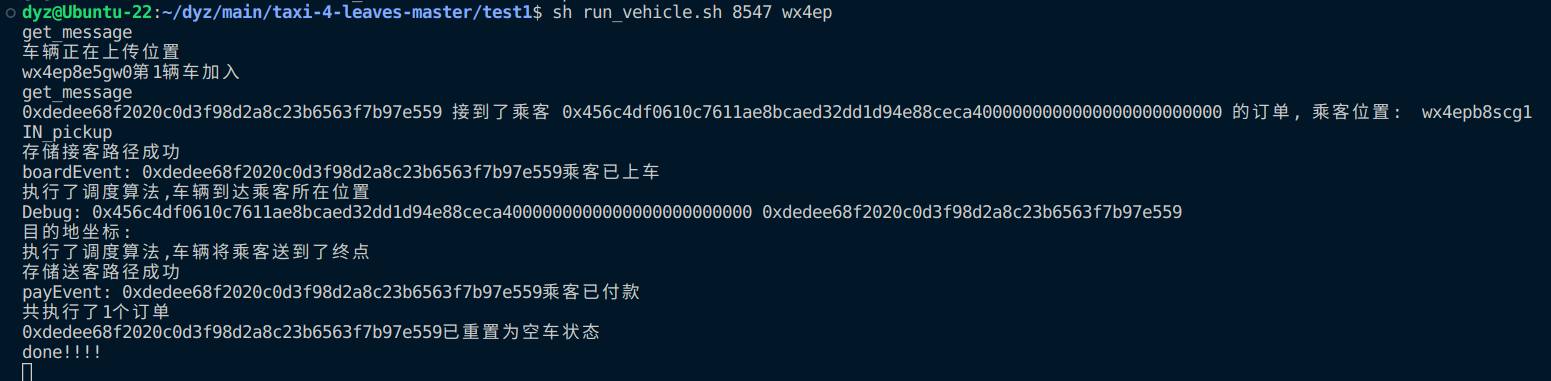 dyz@Ubuntu-22:~/dyz/main/taxi-4-leaves-master/test1$ sh run_vehicle.sh 8547 wx4ep
get_message
车辆正在上传位置
wx4ep8e5gw0第1辆车加入
get_message
0xdedee68f2020c0d3f98d2a8c23b6563f7b97e559 接到了乘客 0x456c4df0610c7611ae8bcaed32dd1d94e88ceca4000000000000000000000000 的订单, 乘客位置:  wx4epb8scg1
IN_pickup
存储接客路径成功
boardEvent: 0xdedee68f2020c0d3f98d2a8c23b6563f7b97e559乘客已上车
执行了调度算法,车辆到达乘客所在位置
Debug: 0x456c4df0610c7611ae8bcaed32dd1d94e88ceca4000000000000000000000000 0xdedee68f2020c0d3f98d2a8c23b6563f7b97e559
目的地坐标:
执行了调度算法,车辆将乘客送到了终点
存储送客路径成功
payEvent: 0xdedee68f2020c0d3f98d2a8c23b6563f7b97e559乘客已付款
共执行了1个订单
0xdedee68f2020c0d3f98d2a8c23b6563f7b97e559已重置为空车状态
done!!!!